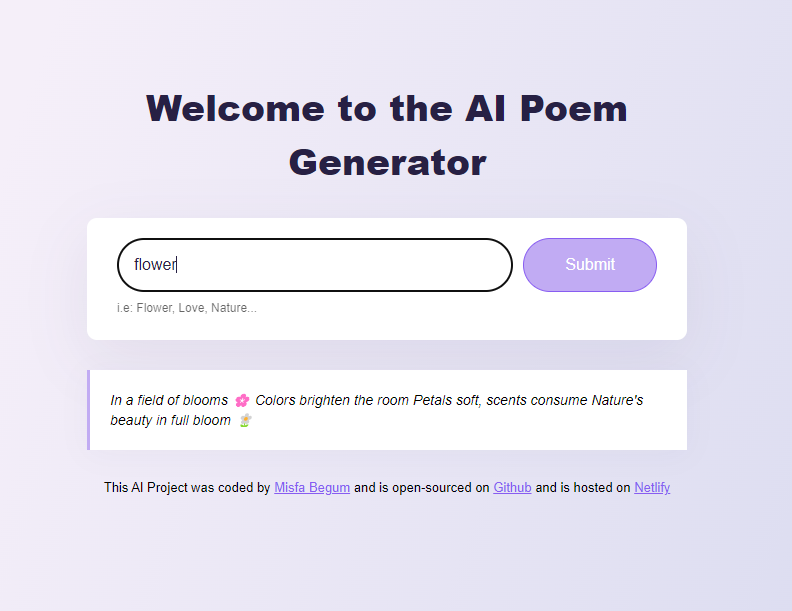 Welcome to the AI Poem
Generator
flower
Submit
i.e: Flower, Love, Nature...
In a field of blooms 🌸 Colors brighten the room Petals soft, scents consume Nature's
beauty in full bloom 🌼
This AI Project was coded by Misfa Begum and is open-sourced on Github and is hosted on Netlify